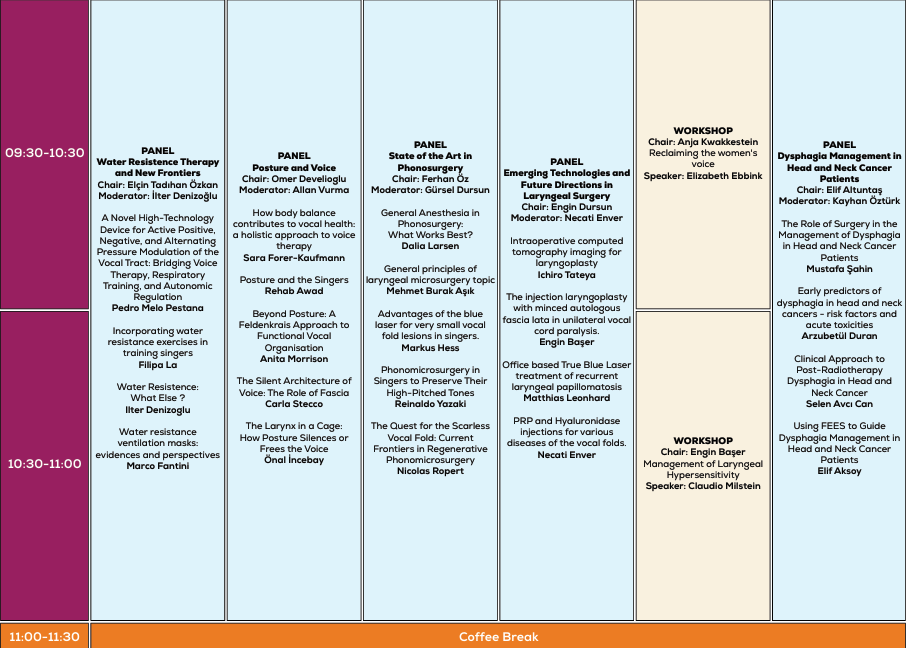 09:30-10:30
PANEL
Water Resistence Therapy
and New Frontiers
Chair: Elçin Tadıhan Özkan
Moderator: İlter Denizoğlu
A Novel High-Technology
Device for Active Positive,
Negative, and Alternating
Pressure Modulation of the
Vocal Tract: Bridging Voice
Therapy, Respiratory
Training, and Autonomic
Regulation
Pedro Melo Pestana
Incorporating water
resistance exercises in
training singers
Filipa La
Water Resistence:
What Else ?
Ilter Denizoglu
Water resistance
ventilation masks:
evidences and perspectives
Marco Fantini
PANEL
Posture and Voice
Chair: Omer Develioglu
Moderator: Allan Vurma
How body balance
contributes to vocal health:
a holistic approach to voice
therapy
Sara Forer-Kaufmann
Posture and the Singers
Rehab Awad
Beyond Posture: A
Feldenkrais Approach to
Functional Vocal
Organisation
Anita Morrison
The Silent Architecture of
Voice: The Role of Fascia
Carla Stecco
The Larynx in a Cage:
How Posture Silences or
Frees the Voice
Önal İncebay
PANEL
State of the Art in
Phonosurgery
Chair: Ferhan Öz
Moderator: Gürsel Dursun
General Anesthesia in
Phonosurgery:
What Works Best?
Dalia Larsen
General principles of
laryngeal microsurgery topic
Mehmet Burak Aşık
Advantages of the blue
laser for very small vocal
fold lesions in singers.
Markus Hess
Phonomicrosurgery in
Singers to Preserve Their
High-Pitched Tones
Reinaldo Yazaki
The Quest for the Scarless
Vocal Fold: Current
Frontiers in Regenerative
Phonomicrosurgery
Nicolas Ropert
PANEL
Emerging Technologies and
Future Directions in
Laryngeal Surgery
Chair: Engin Dursun
Moderator: Necati Enver
Intraoperative computed
tomography imaging for
laryngoplasty
Ichiro Tateya
The injection laryngoplasty
with minced autologous
fascia lata in unilateral vocal
cord paralysis.
Engin Başer
Office based True Blue Laser
treatment of recurrent
laryngeal papillomatosis
Matthias Leonhard
PRP and Hyaluronidase
injections for various
diseases of the vocal folds.
Necati Enver
WORKSHOP
Chair: Anja Kwakkestein
Reclaiming the women's
voice
Speaker: Elizabeth Ebbink
PANEL
Dysphagia Management in
Head and Neck Cancer
Patients
Chair: Elif Altuntaş
Moderator: Kayhan Öztürk
The Role of Surgery in the
Management of Dysphagia
in Head and Neck Cancer
Patients
Mustafa Şahin
Early predictors of
dysphagia in head and neck
cancers - risk factors and
acute toxicities
Arzubetül Duran
Clinical Approach to
Post-Radiotherapy
Dysphagia in Head and
Neck Cancer
Selen Avcı Can
Using FEES to Guide
Dysphagia Management in
Head and Neck Cancer
Patients
Elif Aksoy
10:30-11:00
WORKSHOP
Chair: Engin Başer
Management of Laryngeal
Hypersensitivity
Speaker: Claudio Milstein
11:00-11:30
Coffee Break